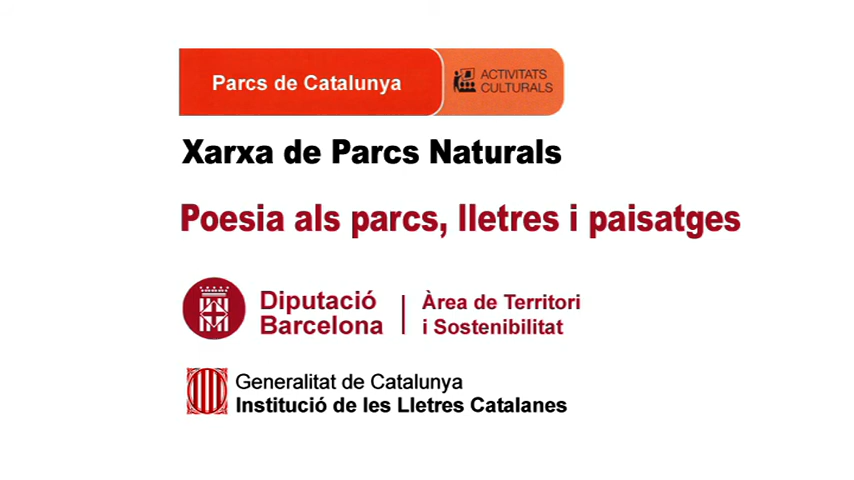 Parcs de Catalunya
ACTIVITATS
CULTURALS
Xarxa de Parcs Naturals
Poesia als parcs, lletres i paisatges
Diputació
Barcelona
Àrea de Territori
i Sostenibilitat
Generalitat de Catalunya
Institució de les Lletres Catalanes